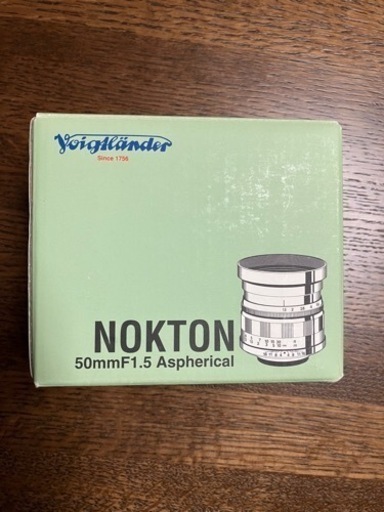 Voigtländer
Since 1756
NOKTON
50mmF1.5 Aspherical